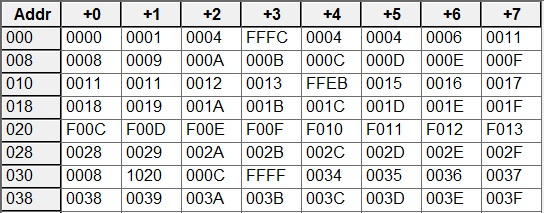 Addr +0 +1 +2 +3 +4 +5 +6 +7
000 0000 0001 0004 FFFC 0004 0004 0006 0011
008 0008 0009 000A 000B 000C 000D 000E 000F
010 0011 0011 0012 0013 FFEB 0015 0016 0017
018 0018 0019 001A 001B 001C 001D 001E 001F
020 F00C F00D F00E F00F F010 F011 F012 F013
028 0028 0029 002A 002B 002C 002D 002E 002F
030 0008 1020 000C FFFF 0034 0035 0036 0037
038 0038 0039 003A 003B 003C 003D 003E 003F